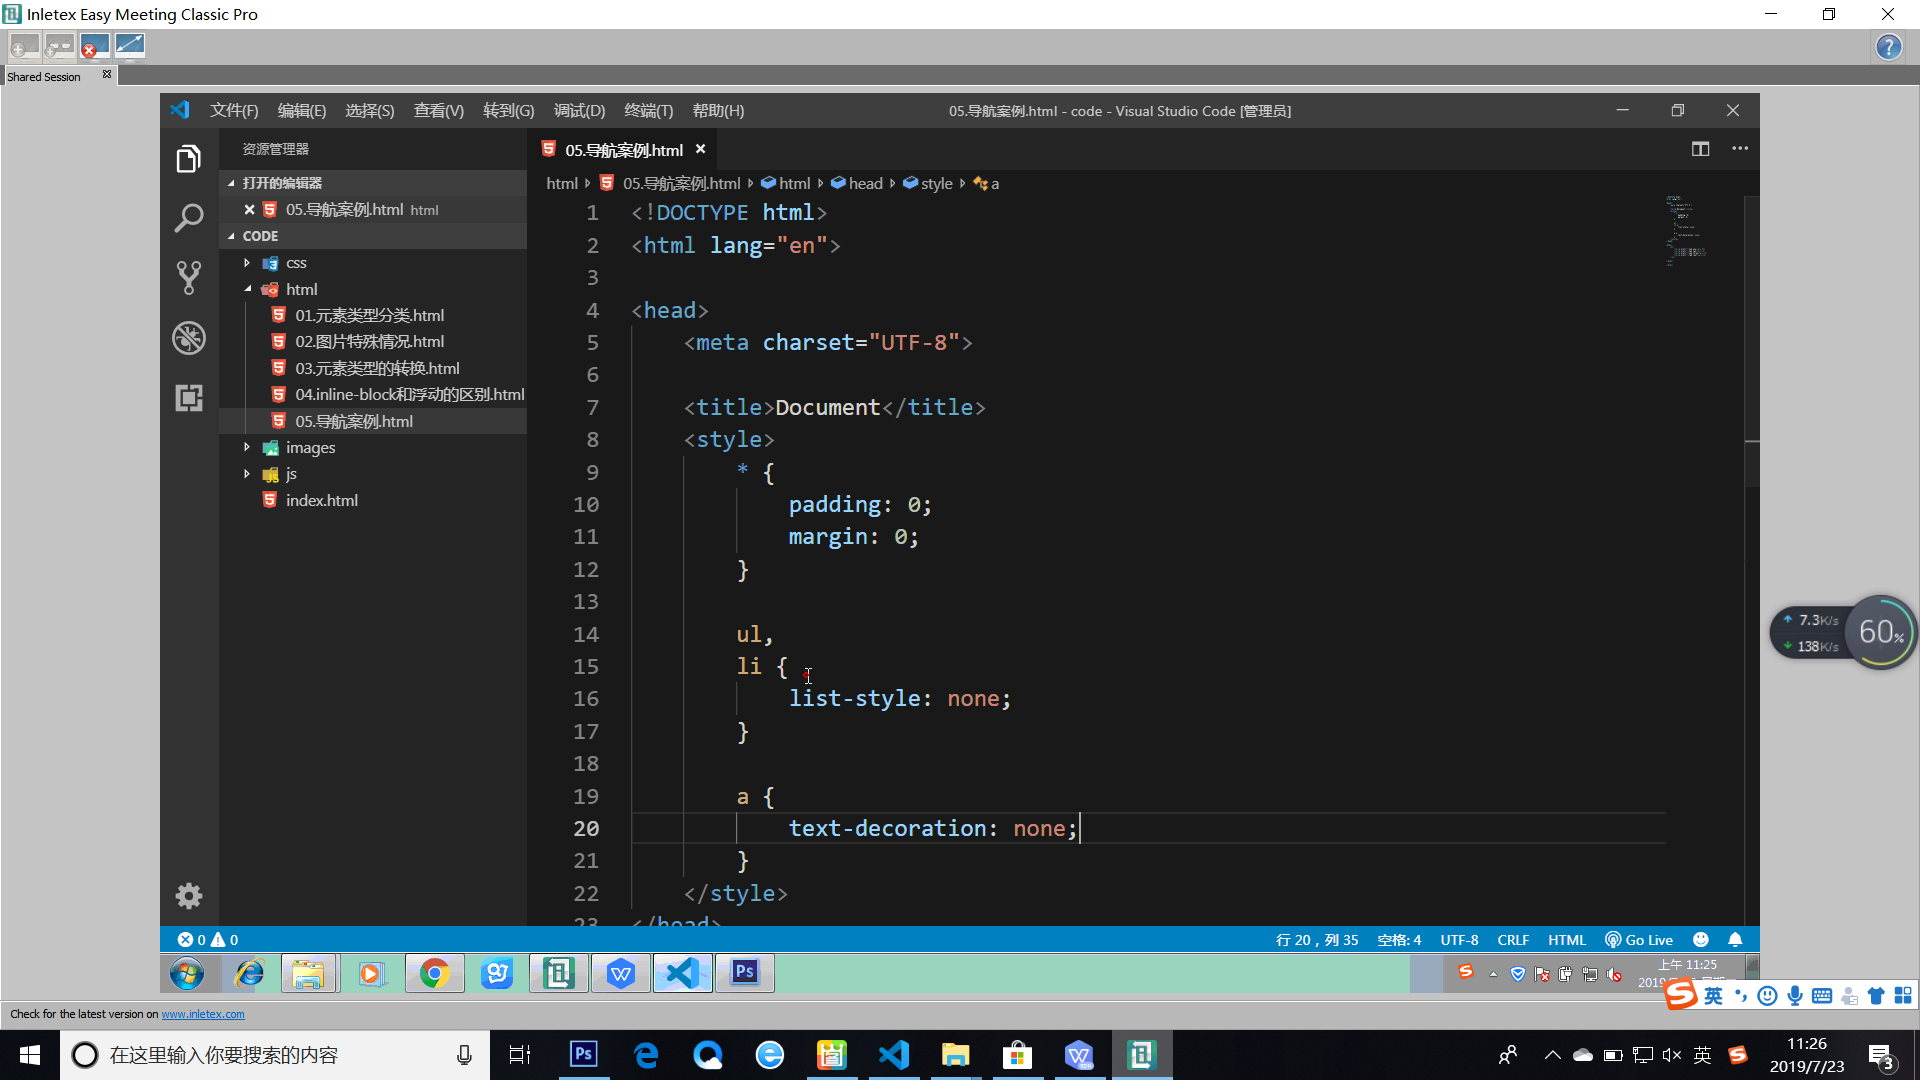 Inletex Easy Meeting Classic Pro
Shared Session
文件(F) 编辑(E) 选择(S) 查看(V) 转到(G) 调试(D) 终端(T) 帮助(H)
05.导航案例.html - code - Visual Studio Code [管理员]
资源管理器
打开的编辑器
05.导航案例.html html
CODE
css
html
01.元素类型分类.html
02.图片特殊情况.html
03.元素类型的转换.html
04.inline-block和浮动的区别.html
05.导航案例.html
images
js
index.html
05.导航案例.html
html 05.导航案例.html html head style a
1 <!DOCTYPE html>
2 <html lang="en">
3
4 <head>
5 <meta charset="UTF-8">
6
7 <title>Document</title>
8 <style>
9 * {
10 padding: 0;
11 margin: 0;
12 }
13
14 ul,
15 li {
16 list-style: none;
17 }
18
19 a {
20 text-decoration: none;
21 }
22 </style>
23 </head>
7.3K/s
138K/s
60%
0 0
行 20，列 35 空格: 4 UTF-8 CRLF HTML Go Live
上午 11:25
英
Check for the latest version on www.inletex.com
在这里输入你要搜索的内容
英
11:26
2019/7/23
3